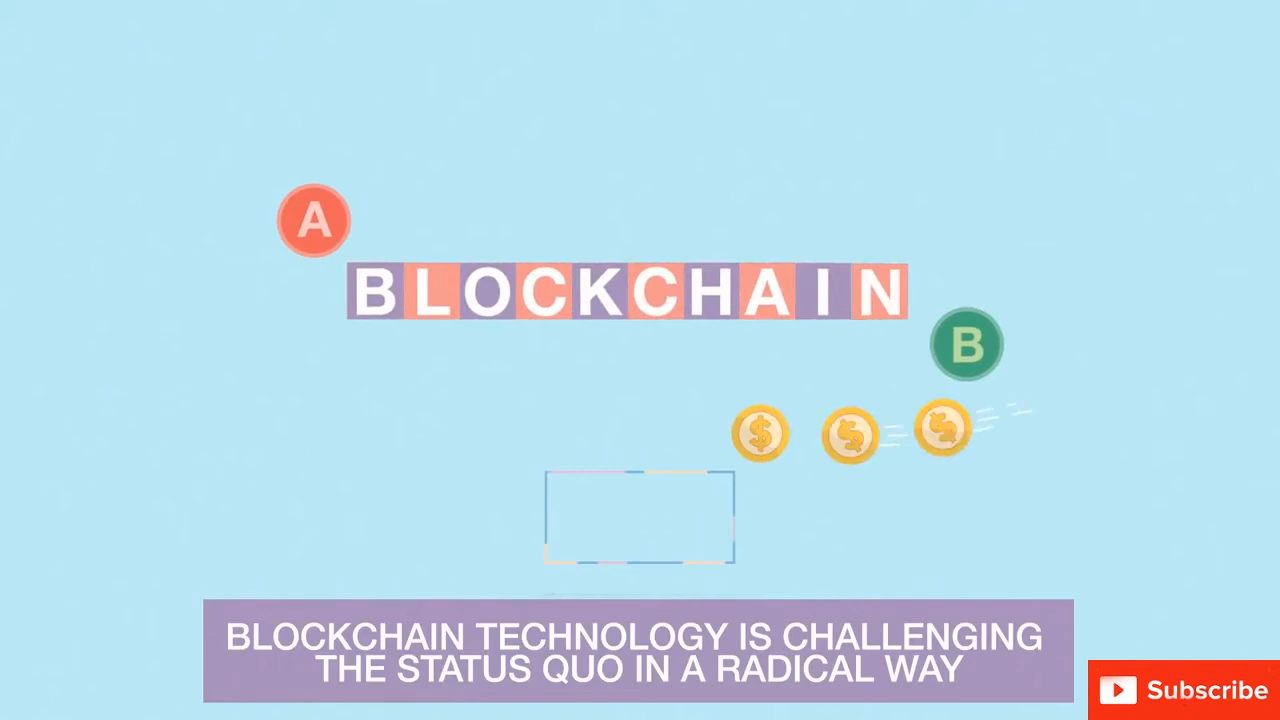 A
BLOCKCHAIN
B
$ $ $
BLOCKCHAIN TECHNOLOGY IS CHALLENGING
THE STATUS QUO IN A RADICAL WAY
Subscribe